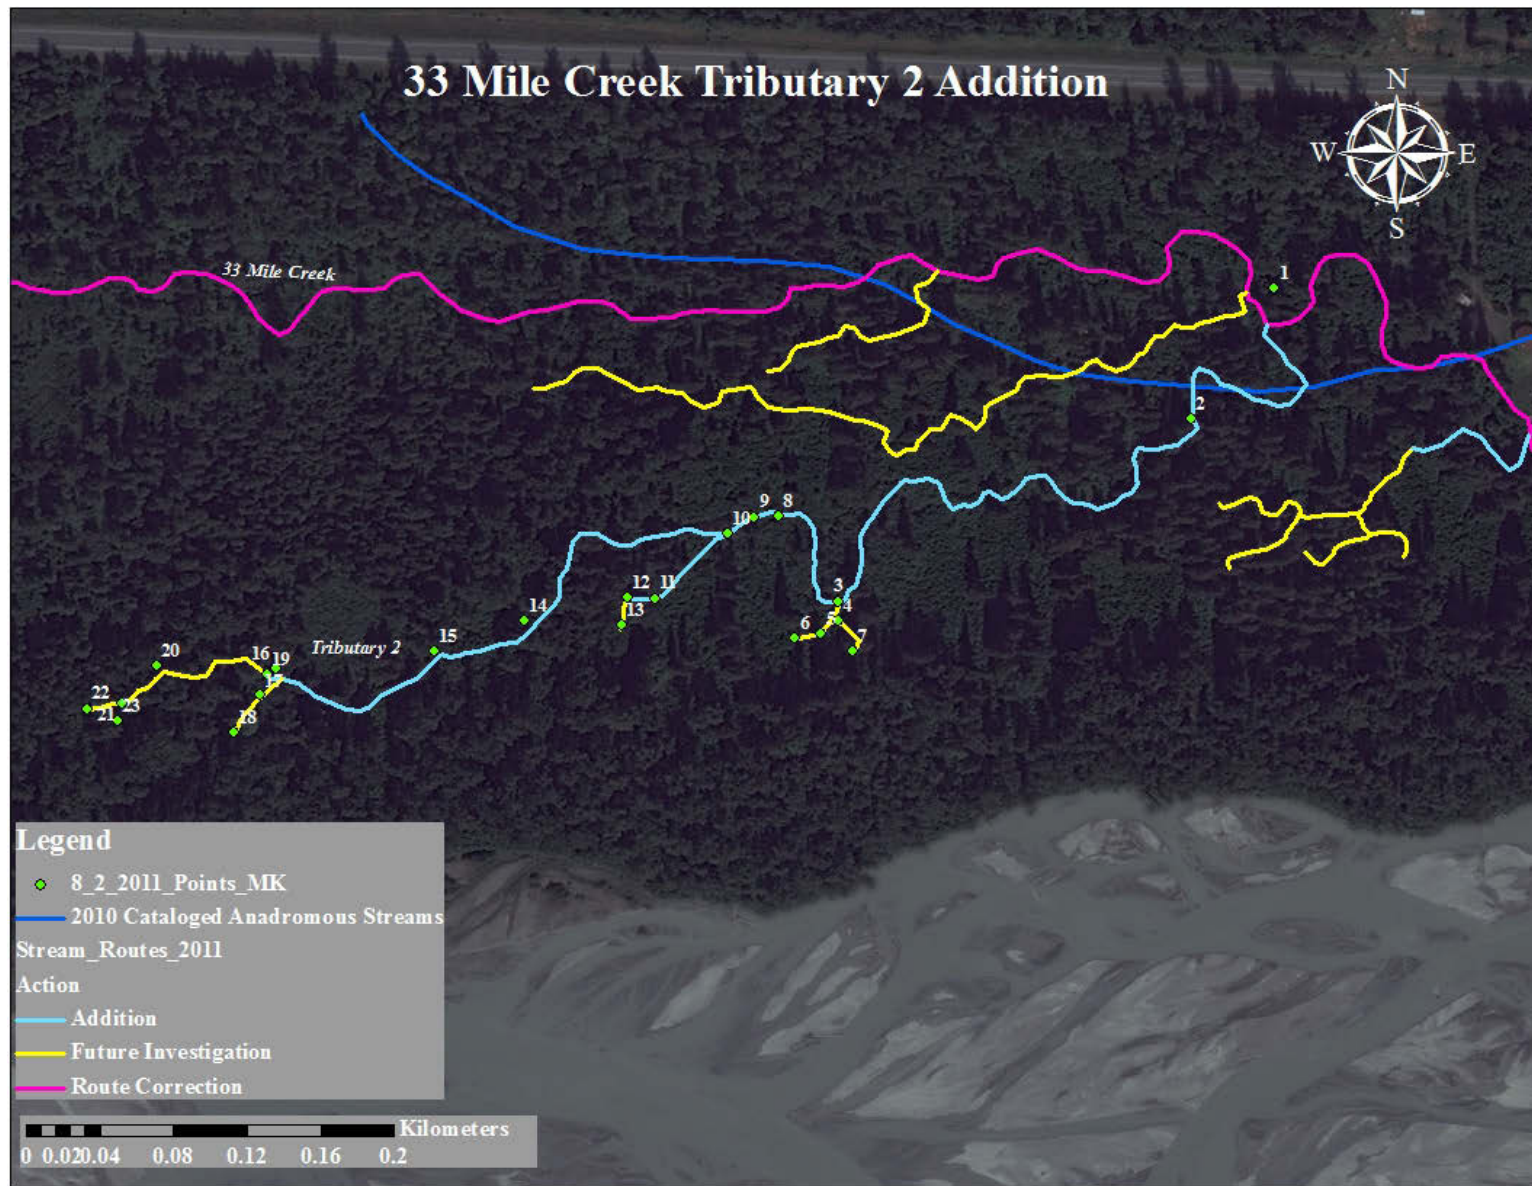 33 Mile Creek Tributary 2 Addition
N
W E
S
33 Mile Creek
1
2
9 8
10
3
12 11
4
13
14
5
6
7
15
Tributary 2
20
16 19
17
22
23
21
18
Legend
8_2_2011_Points_MK
2010 Cataloged Anadromous Streams
Stream_Routes_2011
Action
Addition
Future Investigation
Route Correction
Kilometers
0 0.02 0.04 0.08 0.12 0.16 0.2